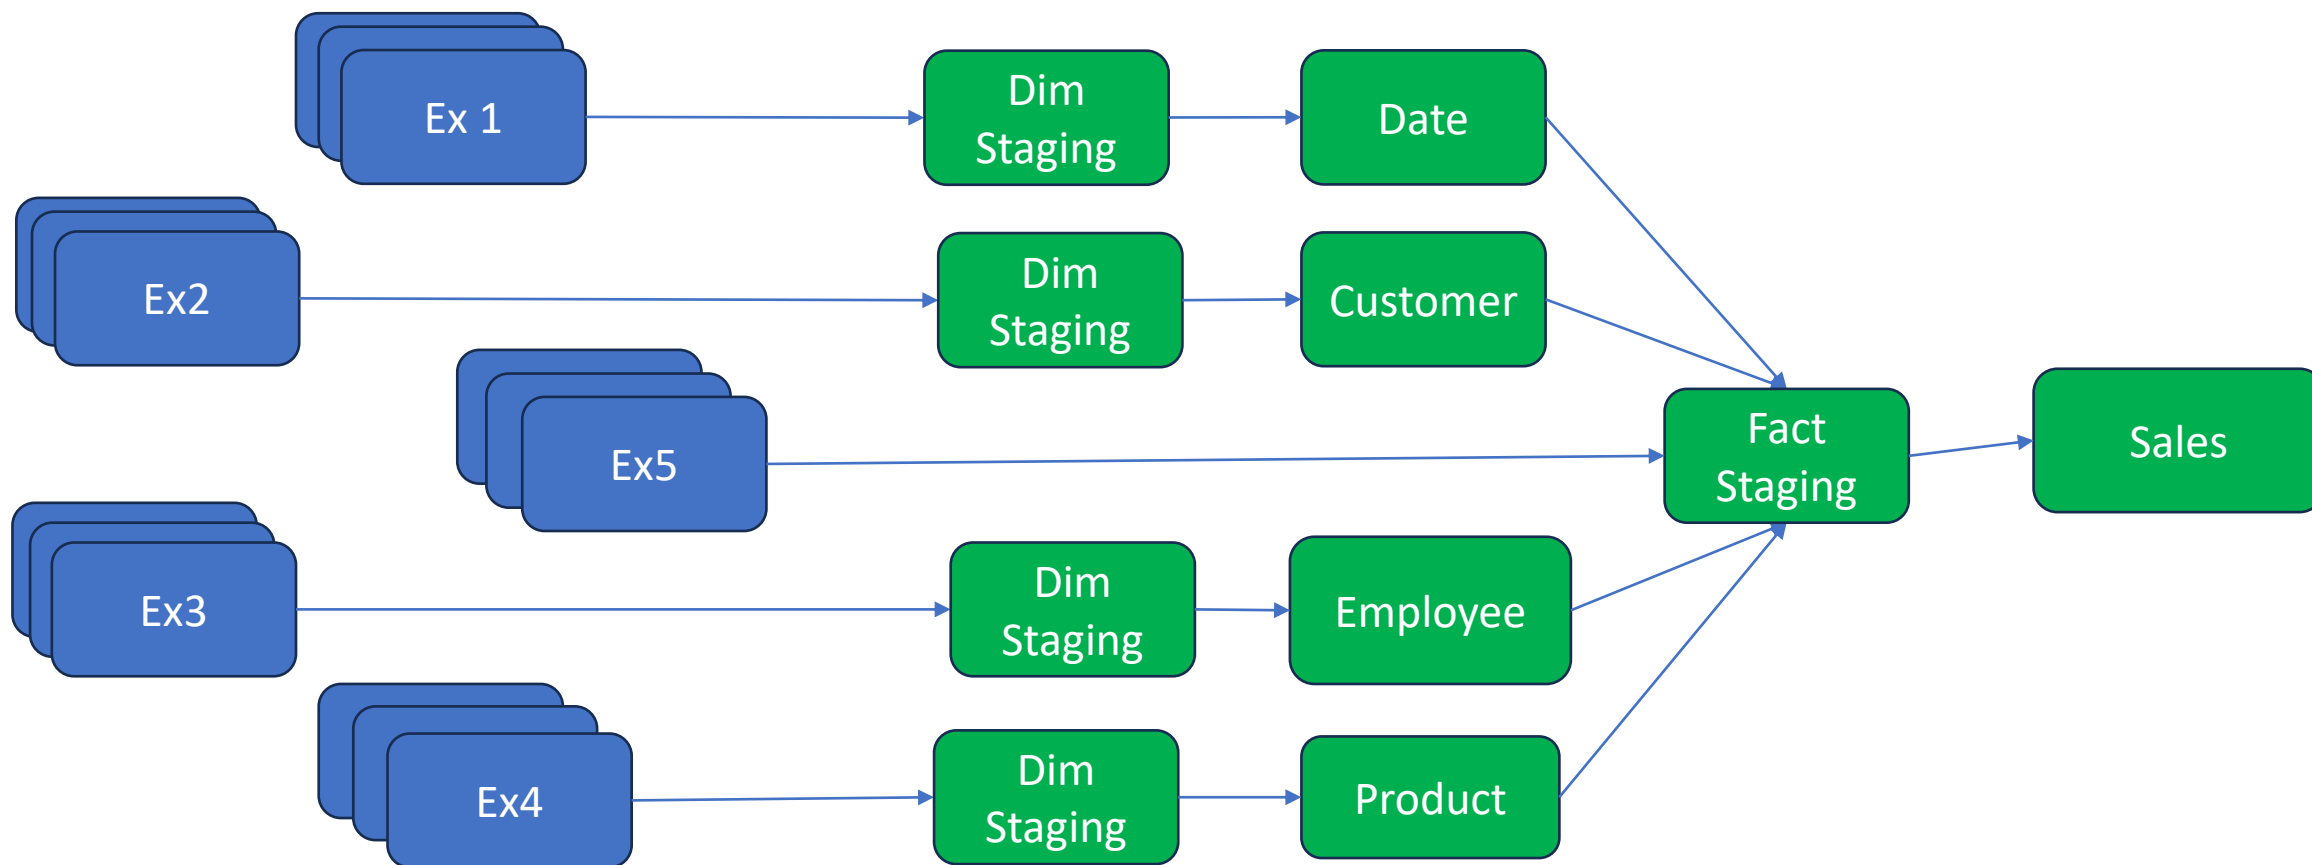 Ex 1
Dim
Staging
Date
Ex2
Dim
Staging
Customer
Ex5
Fact
Staging
Sales
Ex3
Dim
Staging
Employee
Ex4
Dim
Staging
Product